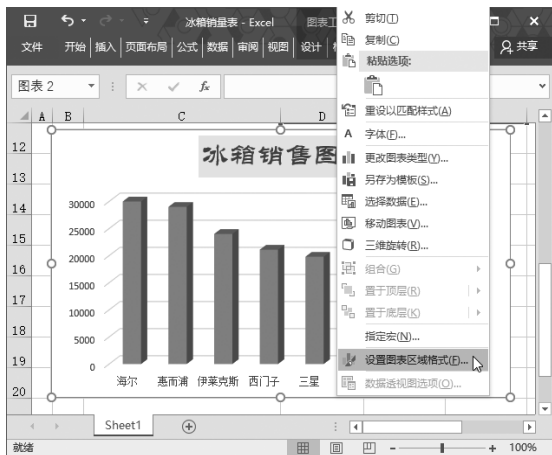 冰箱销量表 - Excel
图表工
文件 开始 插入 页面布局 公式 数据 审阅 视图 设计
共享
图表 2
fx
A B C D
12
13
14
15
16
17
18
19
20
冰箱销售图
30000
25000
20000
15000
10000
5000
0
海尔 惠而浦 伊莱克斯 西门子 三星
剪切(T)
复制(C)
粘贴选项:
重设以匹配样式(A)
A 字体(F)...
更改图表类型(Y)...
另存为模板(S)...
选择数据(E)...
移动图表(V)...
三维旋转(R)...
组合(G)
置于顶层(R)
置于底层(K)
指定宏(N)...
设置图表区域格式(F)...
数据透视图选项(O)...
Sheet1
就绪
100%